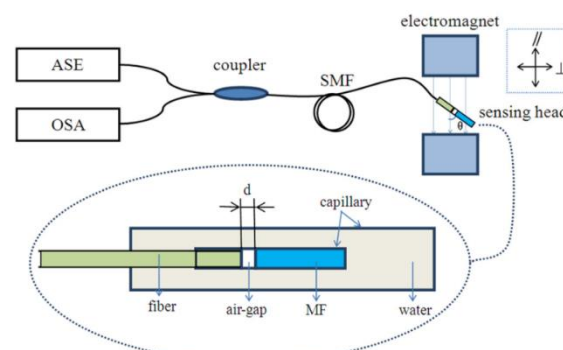 electromagnet
ASE
coupler
SMF
//
⊥
OSA
sensing head
θ
d
capillary
fiber
air-gap
MF
water